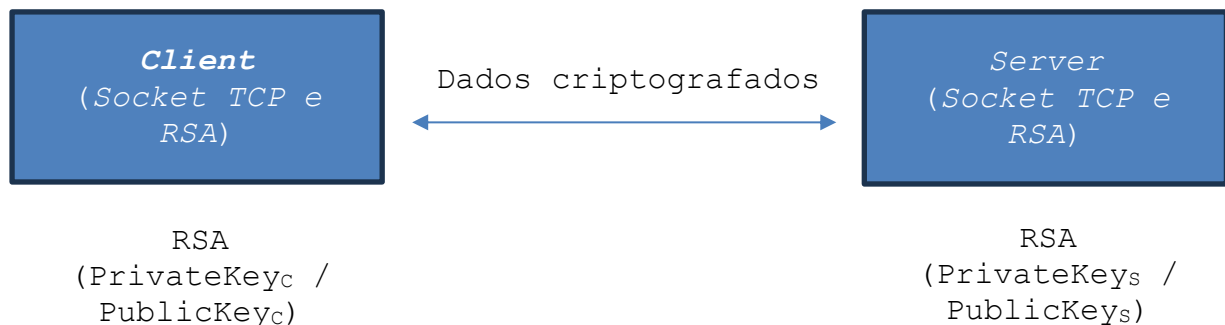 Client
(Socket TCP e
RSA)
Dados criptografados
Server
(Socket TCP e
RSA)
RSA
(PrivateKeyC /
PublicKeyC)
RSA
(PrivateKeyS /
PublicKeyS)